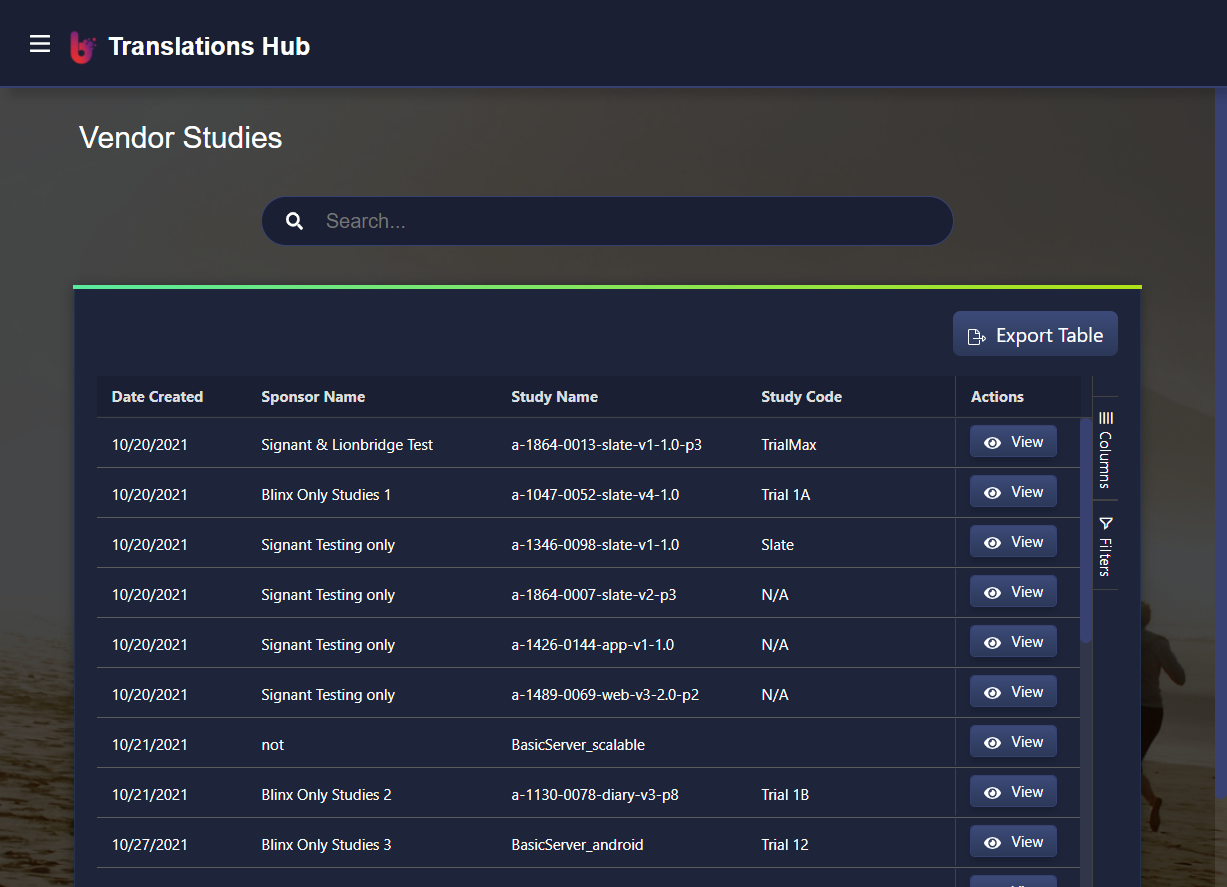 Translations Hub
Vendor Studies
Search...
Export Table
Date Created Sponsor Name Study Name Study Code Actions
10/20/2021 Signant & Lionbridge Test a-1864-0013-slate-v1-1.0-p3 TrialMax View
10/20/2021 Blinx Only Studies 1 a-1047-0052-slate-v4-1.0 Trial 1A View
10/20/2021 Signant Testing only a-1346-0098-slate-v1-1.0 Slate View
10/20/2021 Signant Testing only a-1864-0007-slate-v2-p3 N/A View
10/20/2021 Signant Testing only a-1426-0144-app-v1-1.0 N/A View
10/20/2021 Signant Testing only a-1489-0069-web-v3-2.0-p2 N/A View
10/21/2021 not BasicServer_scalable View
10/21/2021 Blinx Only Studies 2 a-1130-0078-diary-v3-p8 Trial 1B View
10/27/2021 Blinx Only Studies 3 BasicServer_android Trial 12 View
Columns
Filters